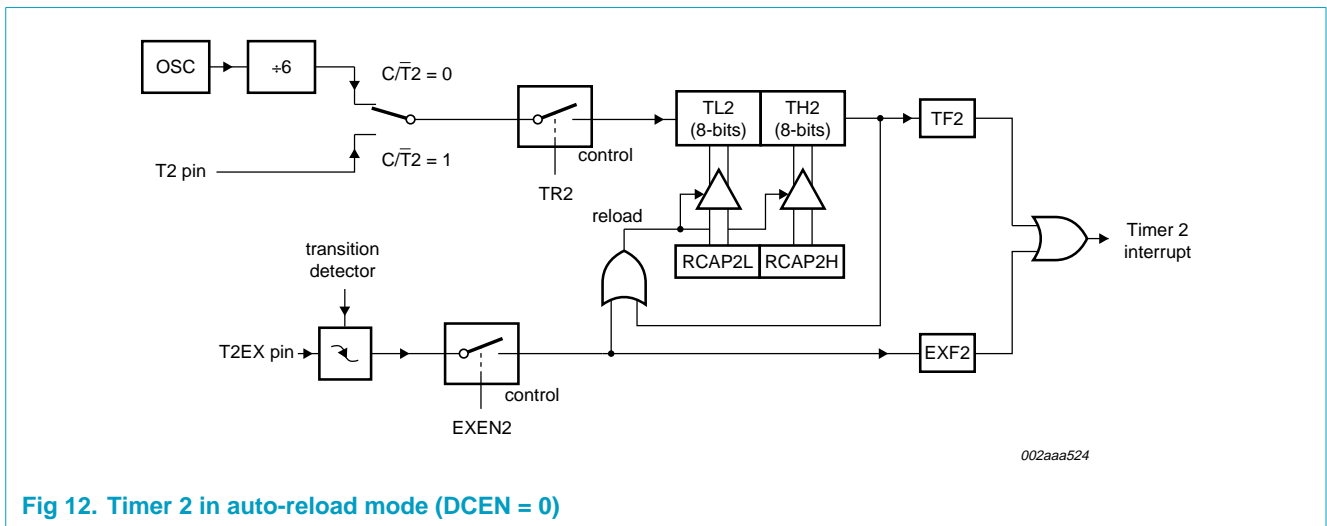 OSC
÷6
C/T̅2 = 0
C/T̅2 = 1
T2 pin
control
TR2
TL2
(8-bits)
TH2
(8-bits)
TF2
reload
RCAP2L
RCAP2H
Timer 2
interrupt
transition
detector
T2EX pin
control
EXEN2
EXF2
002aaa524
Fig 12. Timer 2 in auto-reload mode (DCEN = 0)